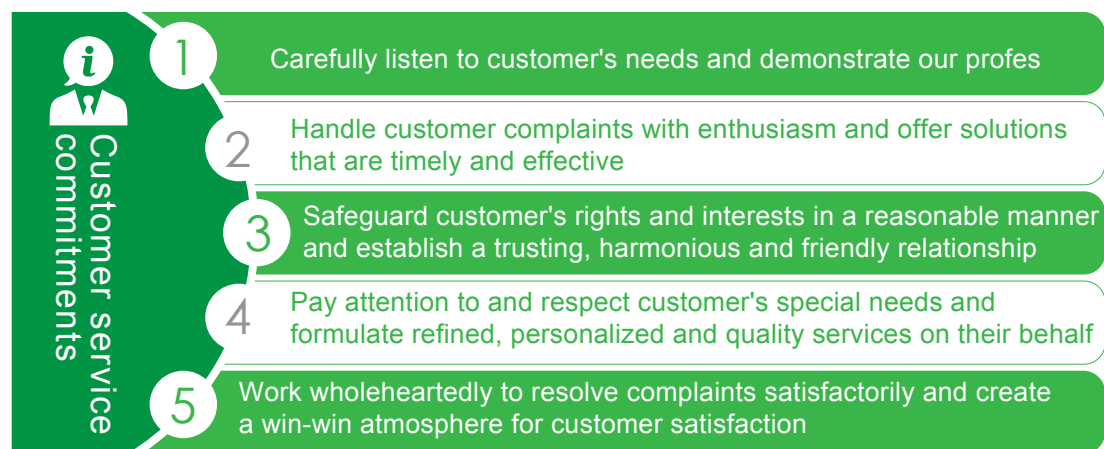 i
Customer service
commitments
1
Carefully listen to customer's needs and demonstrate our profes
2
Handle customer complaints with enthusiasm and offer solutions
that are timely and effective
3
Safeguard customer's rights and interests in a reasonable manner
and establish a trusting, harmonious and friendly relationship
4
Pay attention to and respect customer's special needs and
formulate refined, personalized and quality services on their behalf
5
Work wholeheartedly to resolve complaints satisfactorily and create
a win-win atmosphere for customer satisfaction